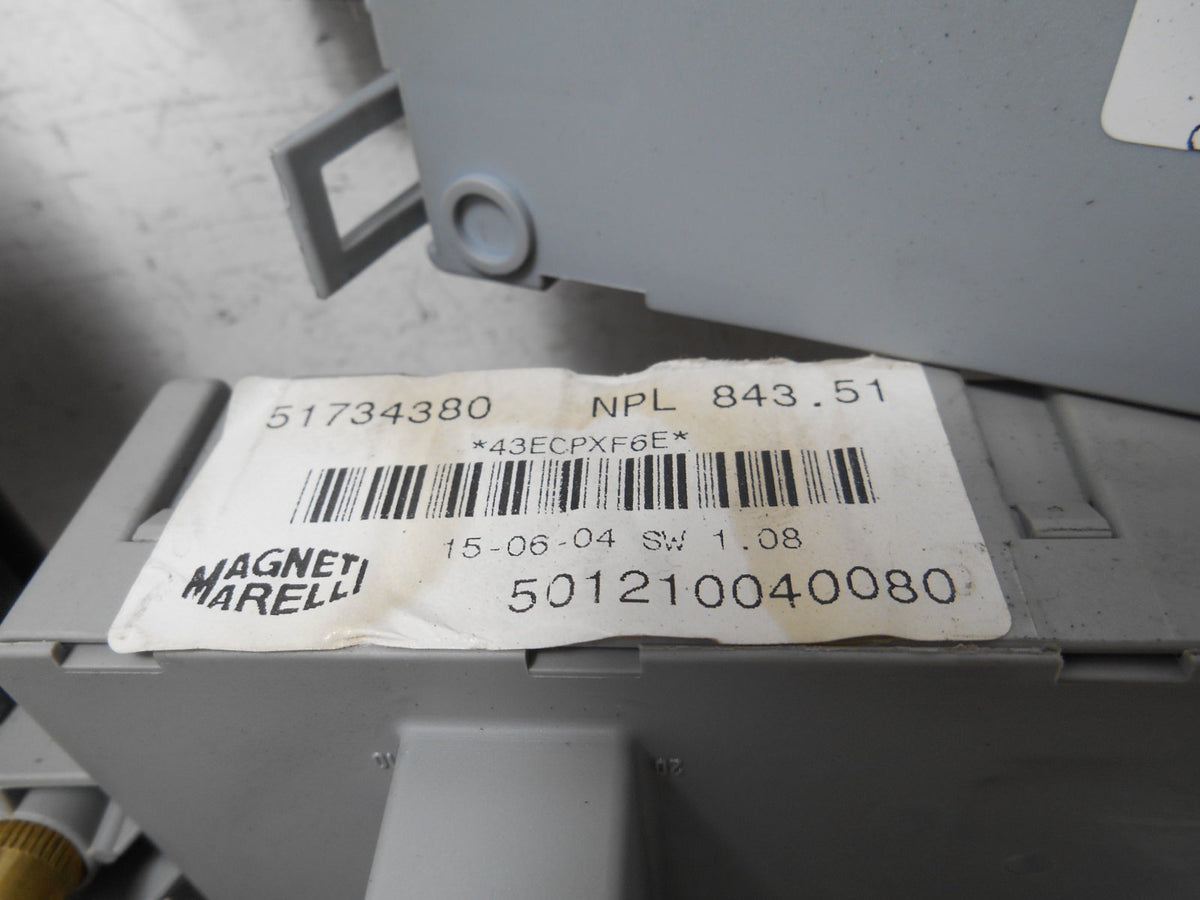 51734380 NPL 843.51
*43ECPXF6E*
15-06-04 SW 1.08
MAGNETI
MARELLI
501210040080